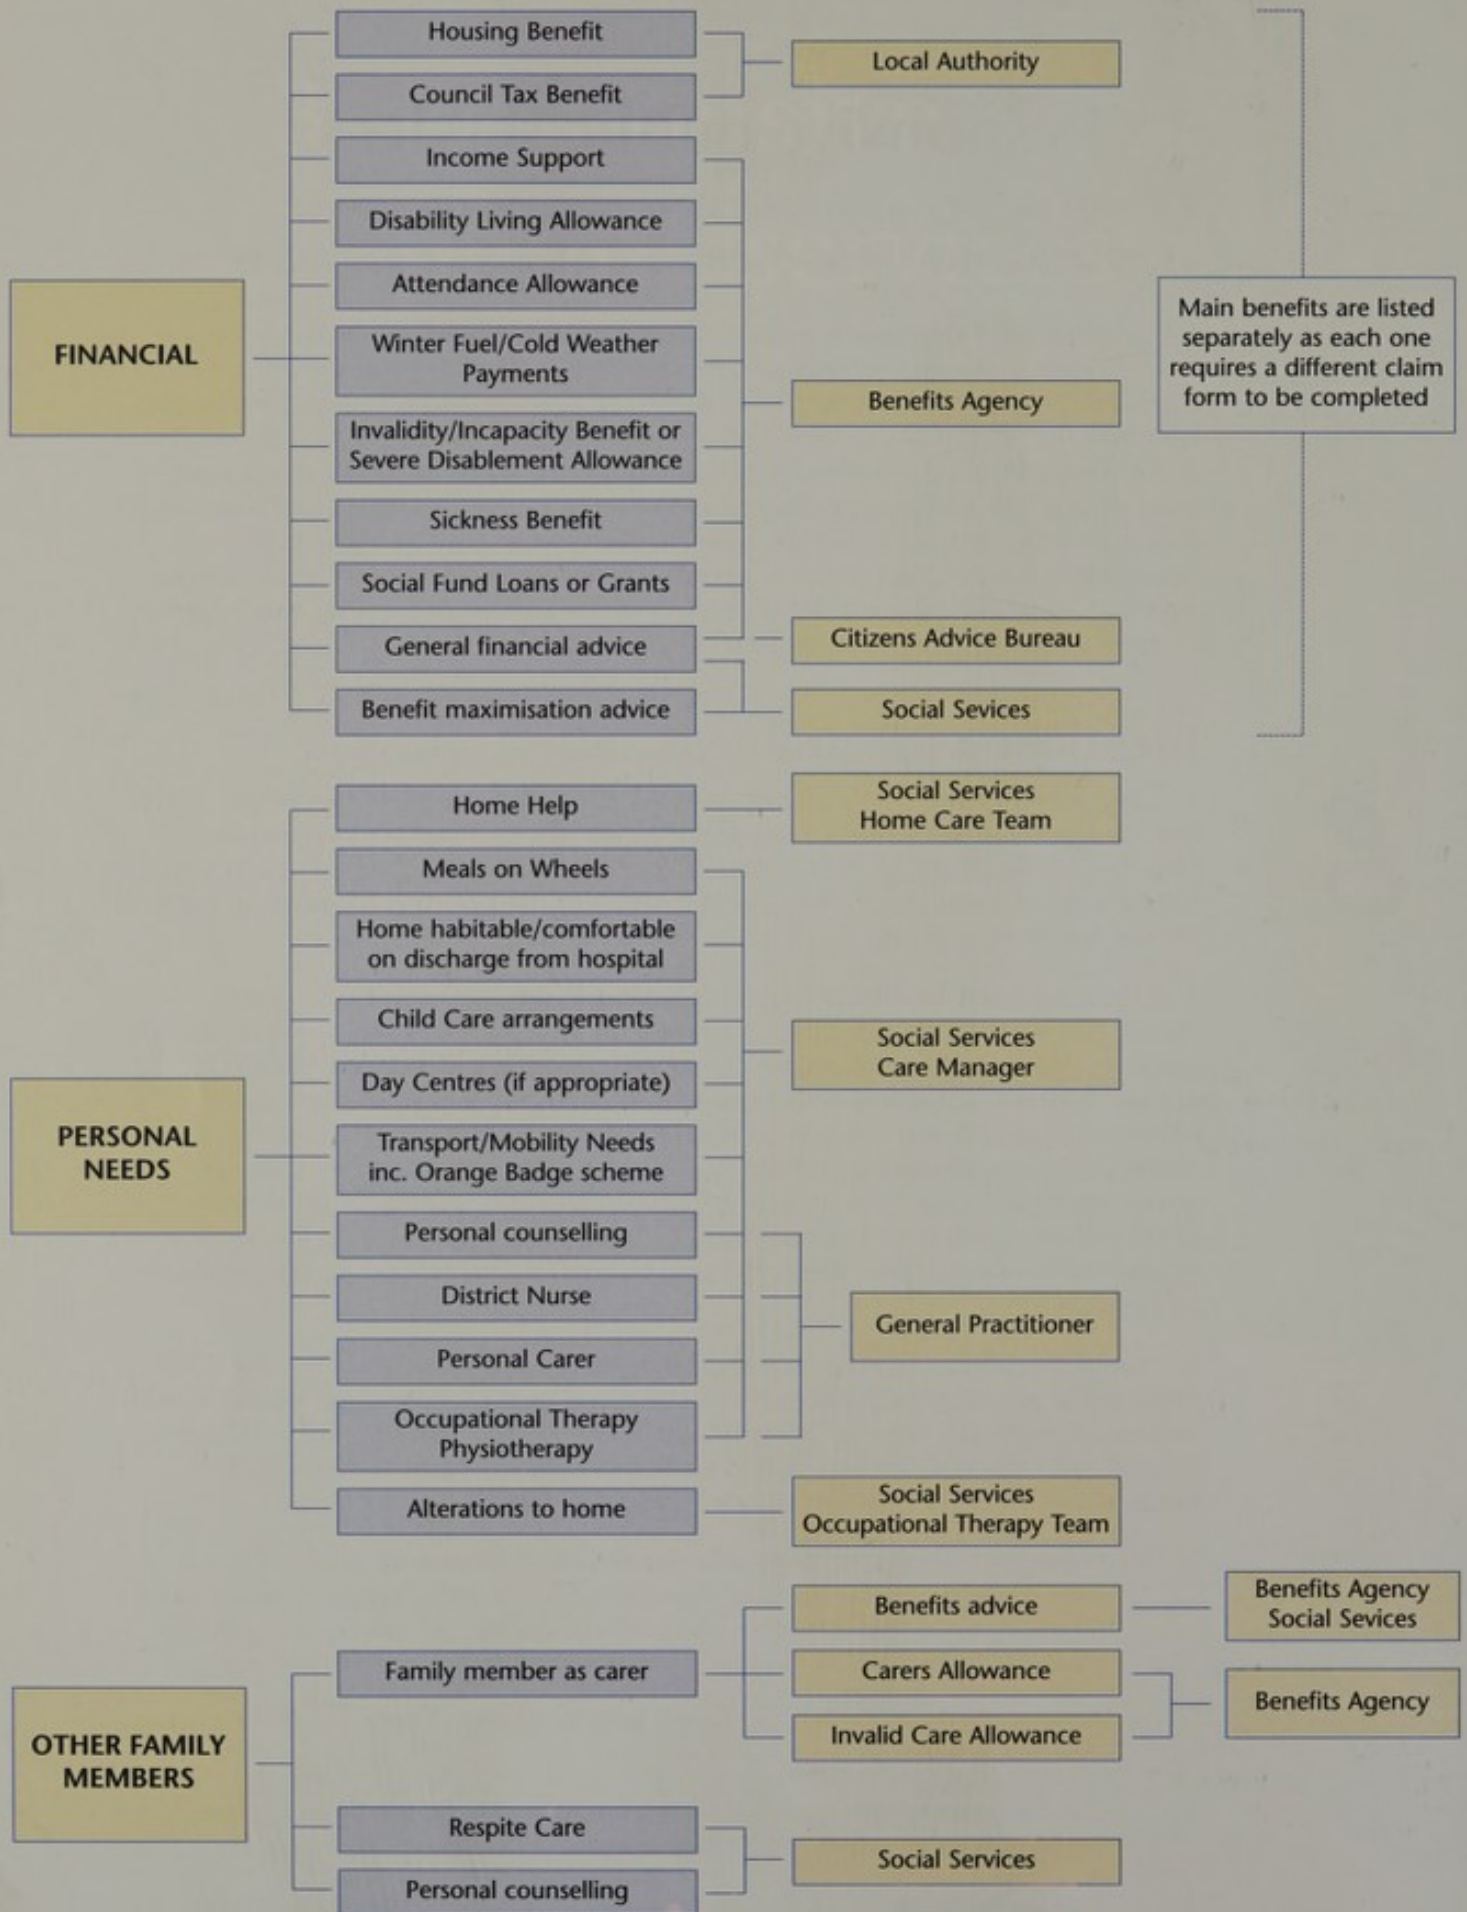 FINANCIAL
Housing Benefit
Council Tax Benefit
Income Support
Disability Living Allowance
Attendance Allowance
Winter Fuel/Cold Weather
Payments
Invalidity/Incapacity Benefit or
Severe Disablement Allowance
Sickness Benefit
Social Fund Loans or Grants
General financial advice
Benefit maximisation advice
Local Authority
Benefits Agency
Citizens Advice Bureau
Social Sevices
Main benefits are listed
separately as each one
requires a different claim
form to be completed
PERSONAL
NEEDS
Home Help
Meals on Wheels
Home habitable/comfortable
on discharge from hospital
Child Care arrangements
Day Centres (if appropriate)
Transport/Mobility Needs
inc. Orange Badge scheme
Personal counselling
District Nurse
Personal Carer
Occupational Therapy
Physiotherapy
Alterations to home
Social Services
Home Care Team
Social Services
Care Manager
General Practitioner
Social Services
Occupational Therapy Team
OTHER FAMILY
MEMBERS
Family member as carer
Respite Care
Personal counselling
Benefits advice
Carers Allowance
Invalid Care Allowance
Social Services
Benefits Agency
Social Sevices
Benefits Agency